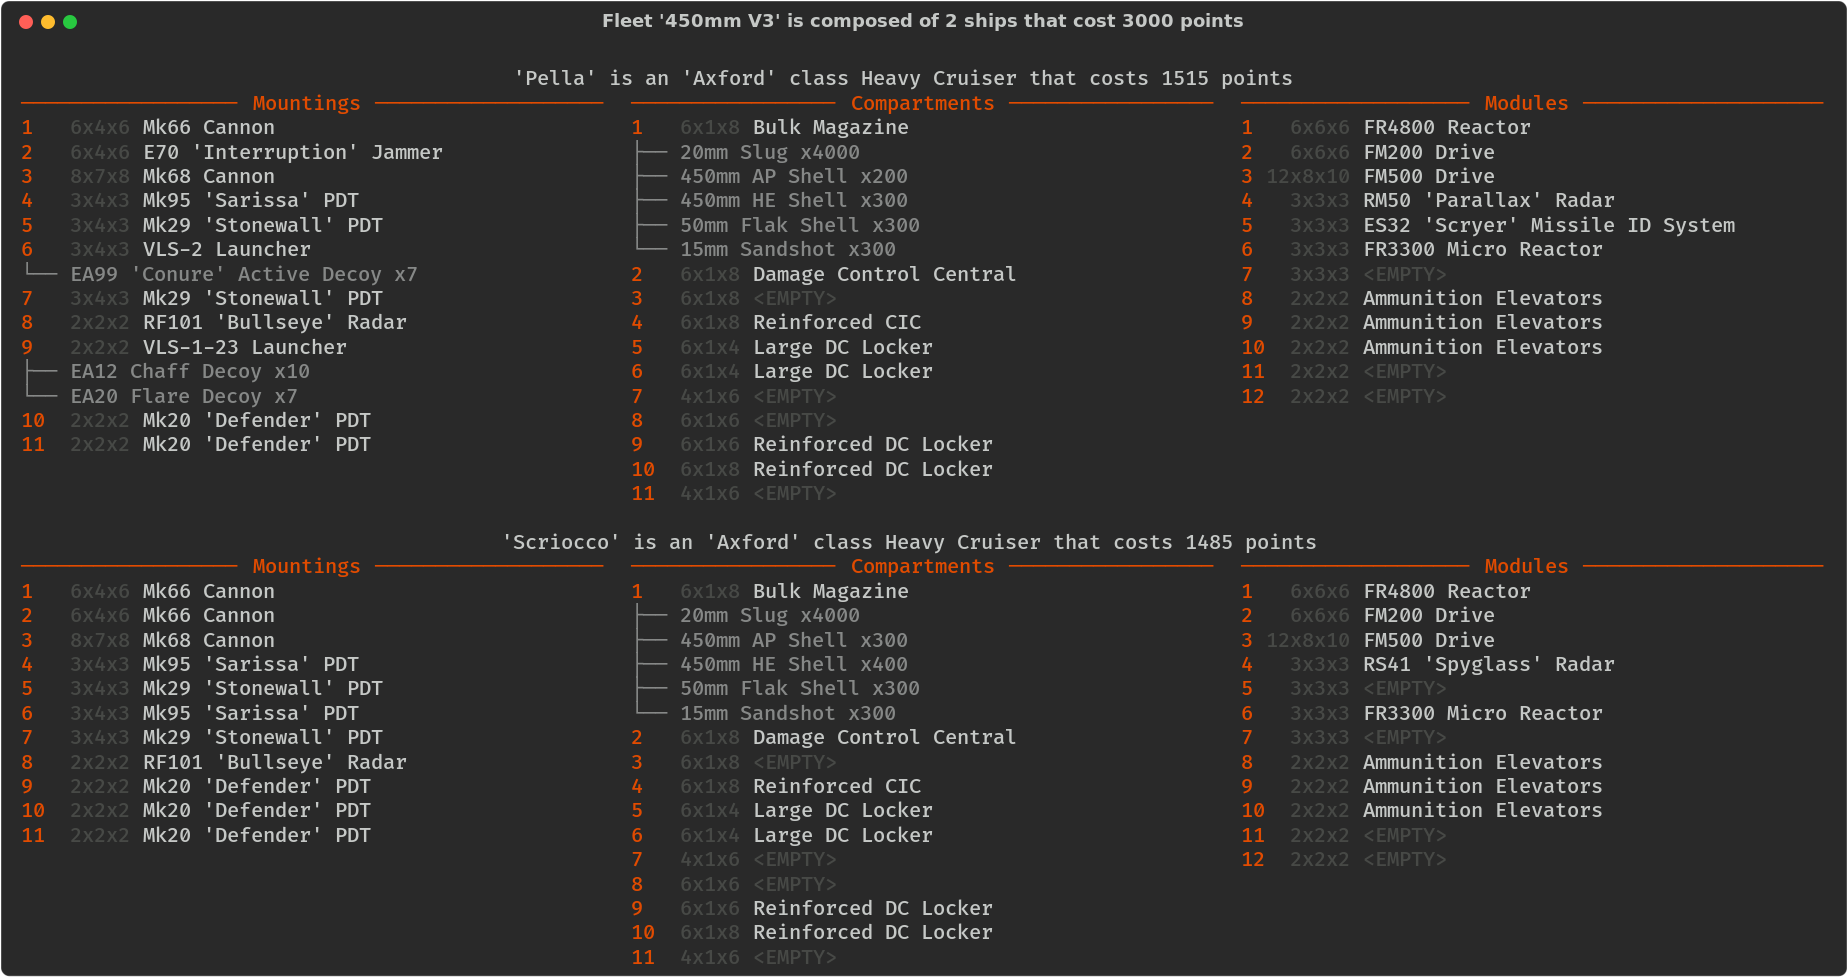 Fleet '450mm V3' is composed of 2 ships that cost 3000 points
'Pella' is an 'Axford' class Heavy Cruiser that costs 1515 points
Mountings
1 6x4x6 Mk66 Cannon
2 6x4x6 E70 'Interruption' Jammer
3 8x7x8 Mk68 Cannon
4 3x4x3 Mk95 'Sarissa' PDT
5 3x4x3 Mk29 'Stonewall' PDT
6 3x4x3 VLS-2 Launcher
└── EA99 'Conure' Active Decoy x7
7 3x4x3 Mk29 'Stonewall' PDT
8 2x2x2 RF101 'Bullseye' Radar
9 2x2x2 VLS-1-23 Launcher
├── EA12 Chaff Decoy x10
└── EA20 Flare Decoy x7
10 2x2x2 Mk20 'Defender' PDT
11 2x2x2 Mk20 'Defender' PDT
Compartments
1 6x1x8 Bulk Magazine
├── 20mm Slug x4000
├── 450mm AP Shell x200
├── 450mm HE Shell x300
├── 50mm Flak Shell x300
└── 15mm Sandshot x300
2 6x1x8 Damage Control Central
3 6x1x8 <EMPTY>
4 6x1x8 Reinforced CIC
5 6x1x4 Large DC Locker
6 6x1x4 Large DC Locker
7 4x1x6 <EMPTY>
8 6x1x6 <EMPTY>
9 6x1x6 Reinforced DC Locker
10 6x1x8 Reinforced DC Locker
11 4x1x6 <EMPTY>
Modules
1 6x6x6 FR4800 Reactor
2 6x6x6 FM200 Drive
3 12x8x10 FM500 Drive
4 3x3x3 RM50 'Parallax' Radar
5 3x3x3 ES32 'Scryer' Missile ID System
6 3x3x3 FR3300 Micro Reactor
7 3x3x3 <EMPTY>
8 2x2x2 Ammunition Elevators
9 2x2x2 Ammunition Elevators
10 2x2x2 Ammunition Elevators
11 2x2x2 <EMPTY>
12 2x2x2 <EMPTY>
'Scriocco' is an 'Axford' class Heavy Cruiser that costs 1485 points
Mountings
1 6x4x6 Mk66 Cannon
2 6x4x6 Mk66 Cannon
3 8x7x8 Mk68 Cannon
4 3x4x3 Mk95 'Sarissa' PDT
5 3x4x3 Mk29 'Stonewall' PDT
6 3x4x3 Mk95 'Sarissa' PDT
7 3x4x3 Mk29 'Stonewall' PDT
8 2x2x2 RF101 'Bullseye' Radar
9 2x2x2 Mk20 'Defender' PDT
10 2x2x2 Mk20 'Defender' PDT
11 2x2x2 Mk20 'Defender' PDT
Compartments
1 6x1x8 Bulk Magazine
├── 20mm Slug x4000
├── 450mm AP Shell x300
├── 450mm HE Shell x400
├── 50mm Flak Shell x300
└── 15mm Sandshot x300
2 6x1x8 Damage Control Central
3 6x1x8 <EMPTY>
4 6x1x8 Reinforced CIC
5 6x1x4 Large DC Locker
6 6x1x4 Large DC Locker
7 4x1x6 <EMPTY>
8 6x1x6 <EMPTY>
9 6x1x6 Reinforced DC Locker
10 6x1x8 Reinforced DC Locker
11 4x1x6 <EMPTY>
Modules
1 6x6x6 FR4800 Reactor
2 6x6x6 FM200 Drive
3 12x8x10 FM500 Drive
4 3x3x3 RS41 'Spyglass' Radar
5 3x3x3 <EMPTY>
6 3x3x3 FR3300 Micro Reactor
7 3x3x3 <EMPTY>
8 2x2x2 Ammunition Elevators
9 2x2x2 Ammunition Elevators
10 2x2x2 Ammunition Elevators
11 2x2x2 <EMPTY>
12 2x2x2 <EMPTY>